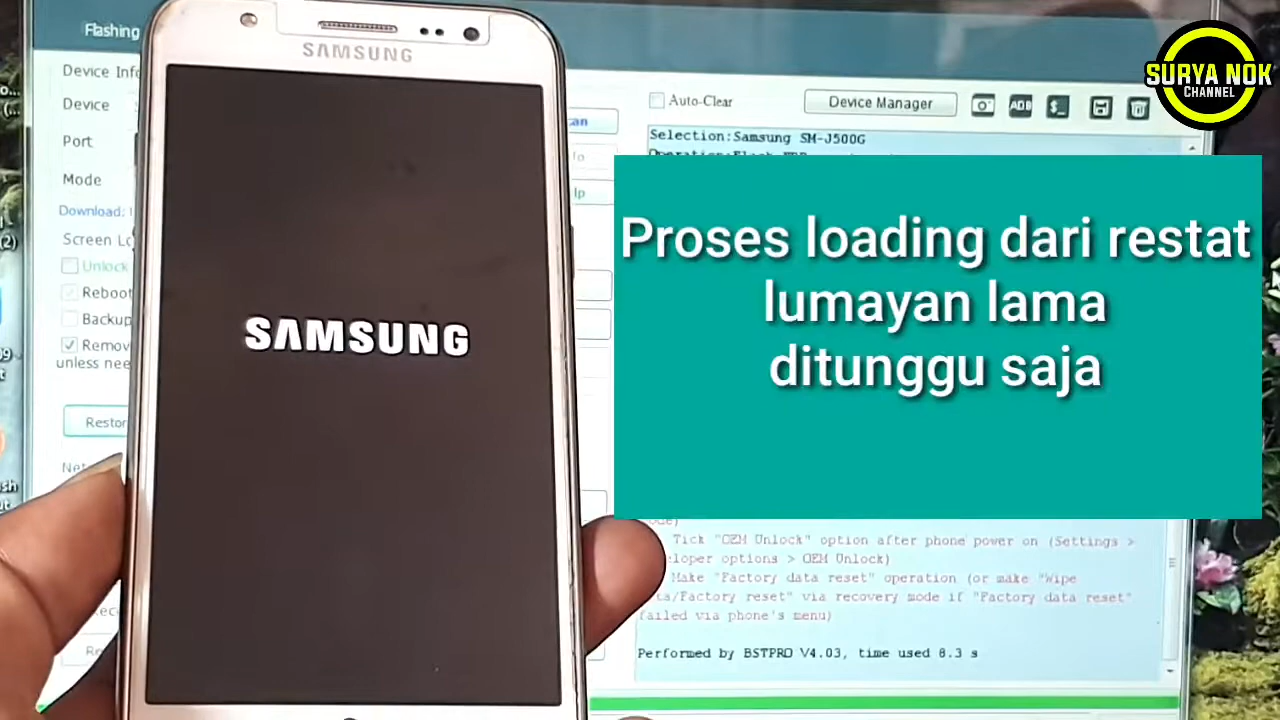 SURYA NOK
CHANNEL
Flashing
SAMSUNG
Device Info
Auto-Clear
Device Manager
ADB
Device
Port
Selection:Samsung SM-J500G
Mode
Download:
Unlock
Reboot
Backup
Remov
unless nee
Restor
SAMSUNG
Proses loading dari restat
lumayan lama
ditunggu saja
Tick "OEM Unlock" option after phone power on (Settings >
eloper options > OEM Unlock)
Make "Factory data reset" operation (or make "Wipe
ta/Factory reset" via recovery mode if "Factory data reset"
failed via phone's menu)
Performed by BSTPRO V4.03, time used 8.3 s